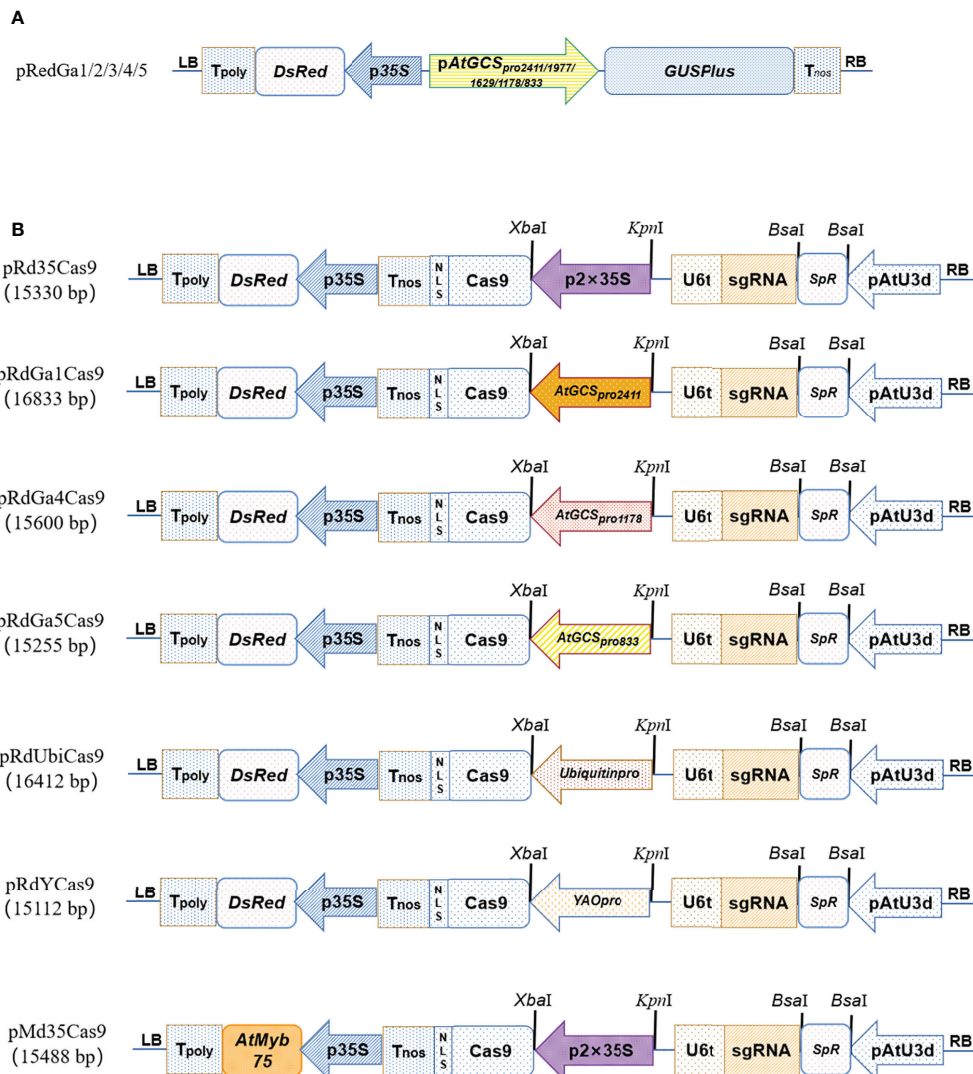 A
pRedGa1/2/3/4/5
LB
Tpoly
DsRed
p35S
pAtGCSpro2411/1977/
1629/1178/833
GUSPlus
Tnos
RB
B
XbaI KpnI BsaI BsaI
pRd35Cas9
(15330 bp)
LB Tpoly DsRed p35S Tnos NLS Cas9 p2×35S U6t sgRNA SpR pAtU3d RB
XbaI KpnI BsaI BsaI
pRdGa1Cas9
(16833 bp)
LB Tpoly DsRed p35S Tnos NLS Cas9 AtGCSpro2411 U6t sgRNA SpR pAtU3d RB
XbaI KpnI BsaI BsaI
pRdGa4Cas9
(15600 bp)
LB Tpoly DsRed p35S Tnos NLS Cas9 AtGCSpro1178 U6t sgRNA SpR pAtU3d RB
XbaI KpnI BsaI BsaI
pRdGa5Cas9
(15255 bp)
LB Tpoly DsRed p35S Tnos NLS Cas9 AtGCSpro833 U6t sgRNA SpR pAtU3d RB
XbaI KpnI BsaI BsaI
pRdUbiCas9
(16412 bp)
LB Tpoly DsRed p35S Tnos NLS Cas9 Ubiquitinpro U6t sgRNA SpR pAtU3d RB
XbaI KpnI BsaI BsaI
pRdYCas9
(15112 bp)
LB Tpoly DsRed p35S Tnos NLS Cas9 YAOpro U6t sgRNA SpR pAtU3d RB
XbaI KpnI BsaI BsaI
pMd35Cas9
(15488 bp)
LB Tpoly AtMyb
75 p35S Tnos NLS Cas9 p2×35S U6t sgRNA SpR pAtU3d RB